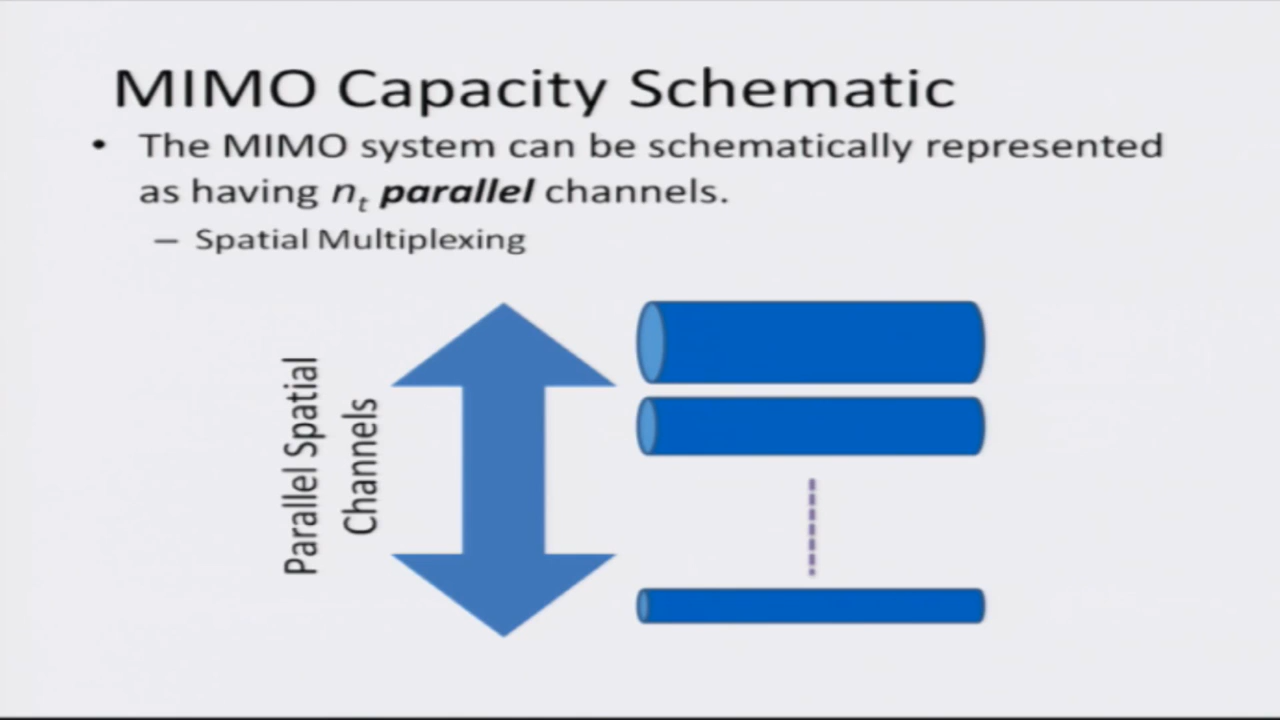 MIMO Capacity Schematic
• The MIMO system can be schematically represented
as having nt parallel channels.
– Spatial Multiplexing
Parallel Spatial
Channels